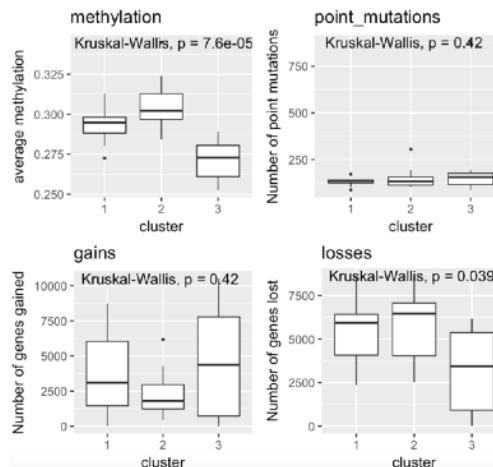 methylation
Kruskal-Wallis, p = 7.6e-05
average methylation
0.325
0.300
0.275
0.250
1 2 3
cluster
point_mutations
Kruskal-Wallis, p = 0.42
Number of point mutations
750
500
250
1 2 3
cluster
gains
Kruskal-Wallis, p = 0.42
Number of genes gained
10000
7500
5000
2500
0
1 2 3
cluster
losses
Kruskal-Wallis, p = 0.039
Number of genes lost
7500
5000
2500
0
1 2 3
cluster